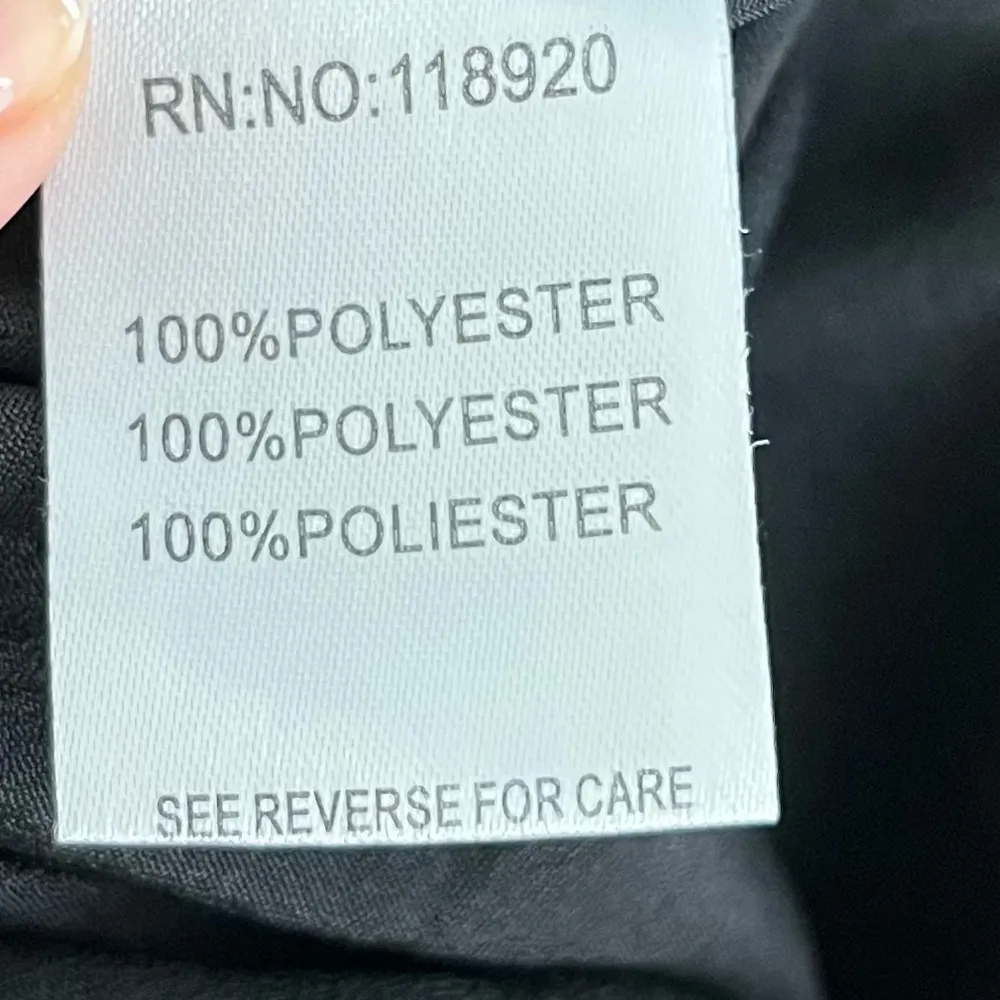 RN:NO:118920
100%POLYESTER
100%POLYESTER
100%POLIESTER
SEE REVERSE FOR CARE